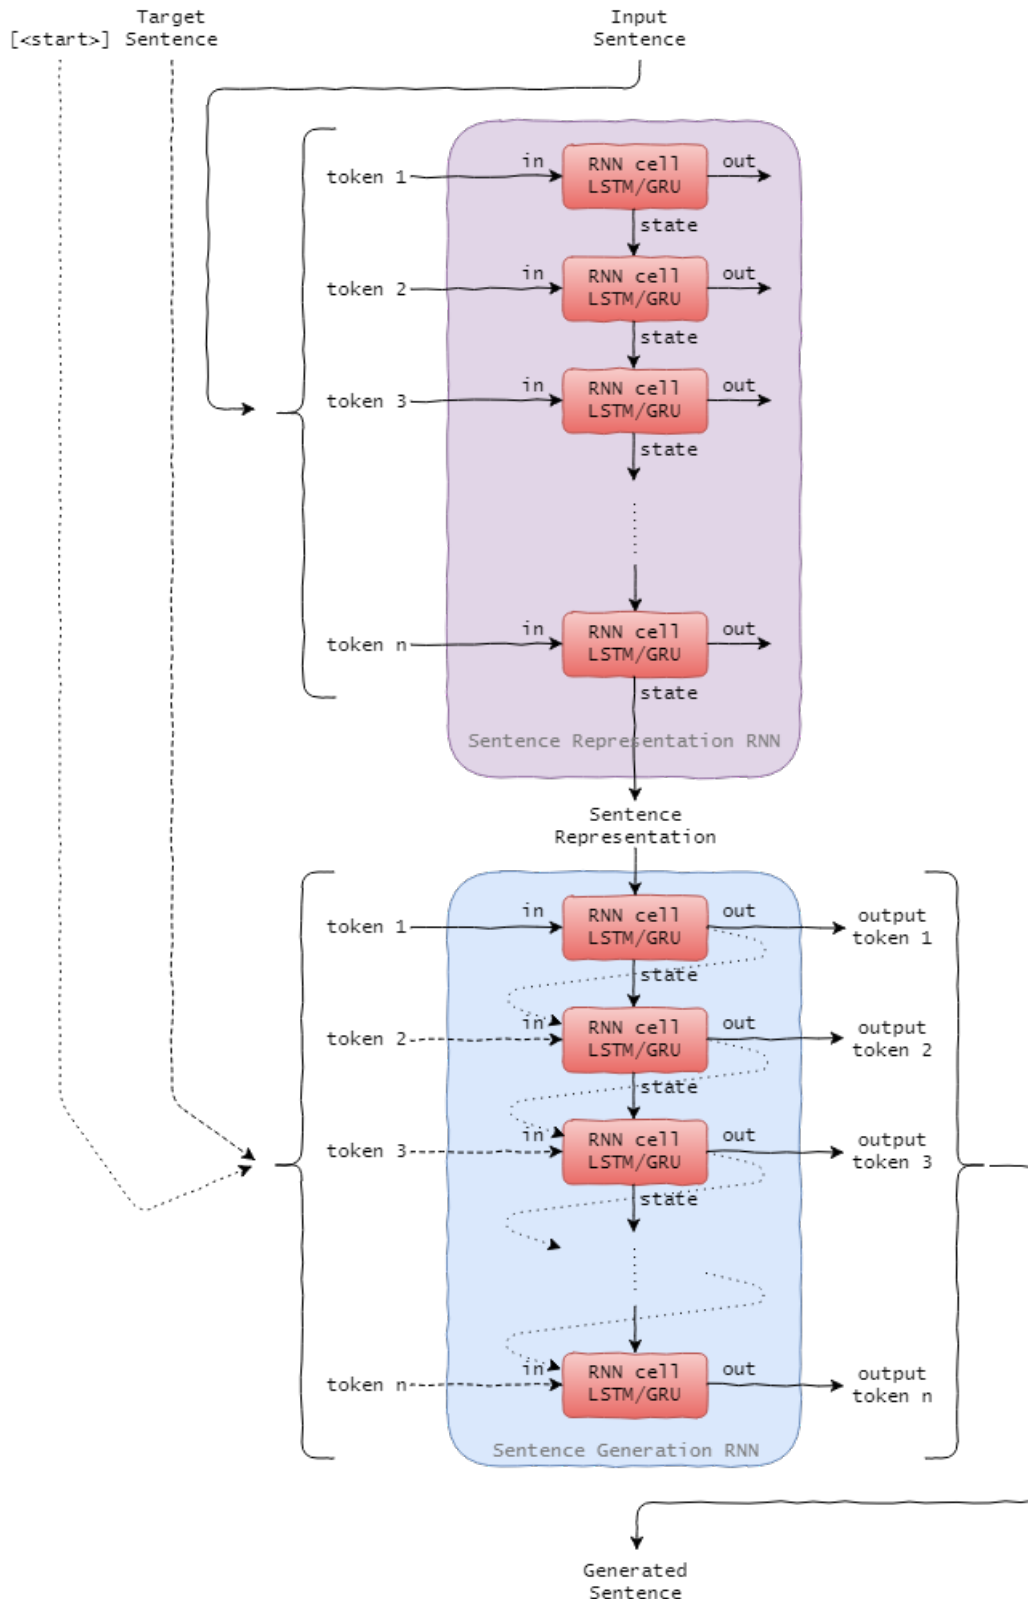 Target
[<start>] Sentence
Input
Sentence
token 1
in
RNN cell
LSTM/GRU
out
state
token 2
in
RNN cell
LSTM/GRU
out
state
token 3
in
RNN cell
LSTM/GRU
out
state
token n
in
RNN cell
LSTM/GRU
out
state
Sentence Representation RNN
Sentence
Representation
token 1
in
RNN cell
LSTM/GRU
out
output
token 1
state
token 2
in
RNN cell
LSTM/GRU
out
output
token 2
state
token 3
in
RNN cell
LSTM/GRU
out
output
token 3
state
token n
in
RNN cell
LSTM/GRU
out
output
token n
Sentence Generation RNN
Generated
Sentence